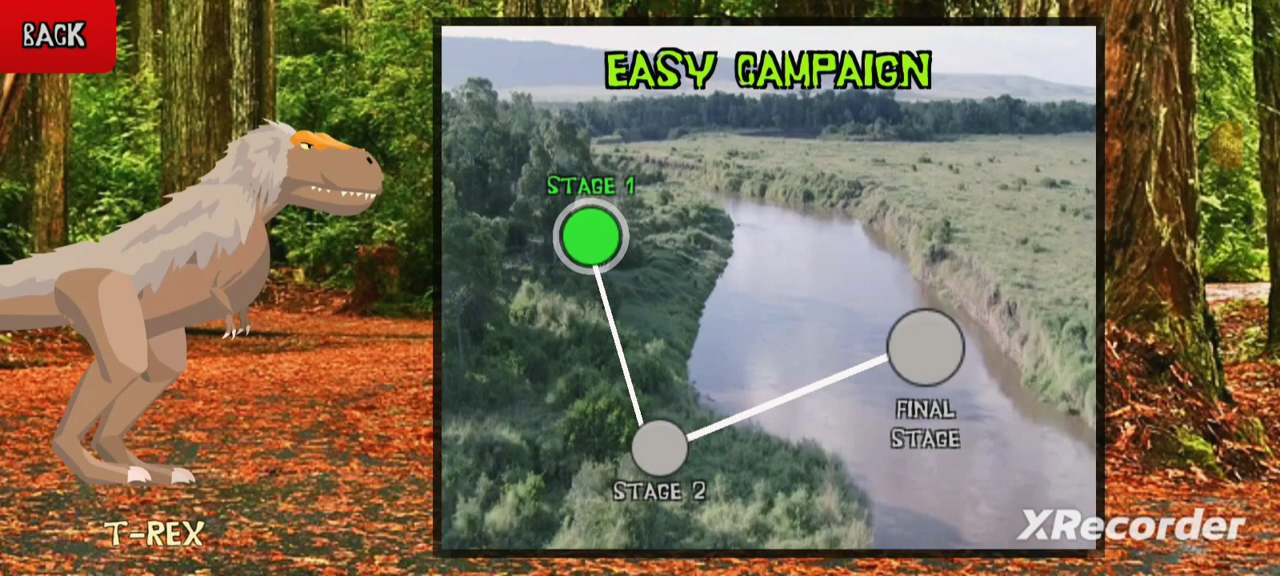 BACK
EASY CAMPAIGN
STAGE 1
FINAL
STAGE
STAGE 2
T-REX
XRecorder